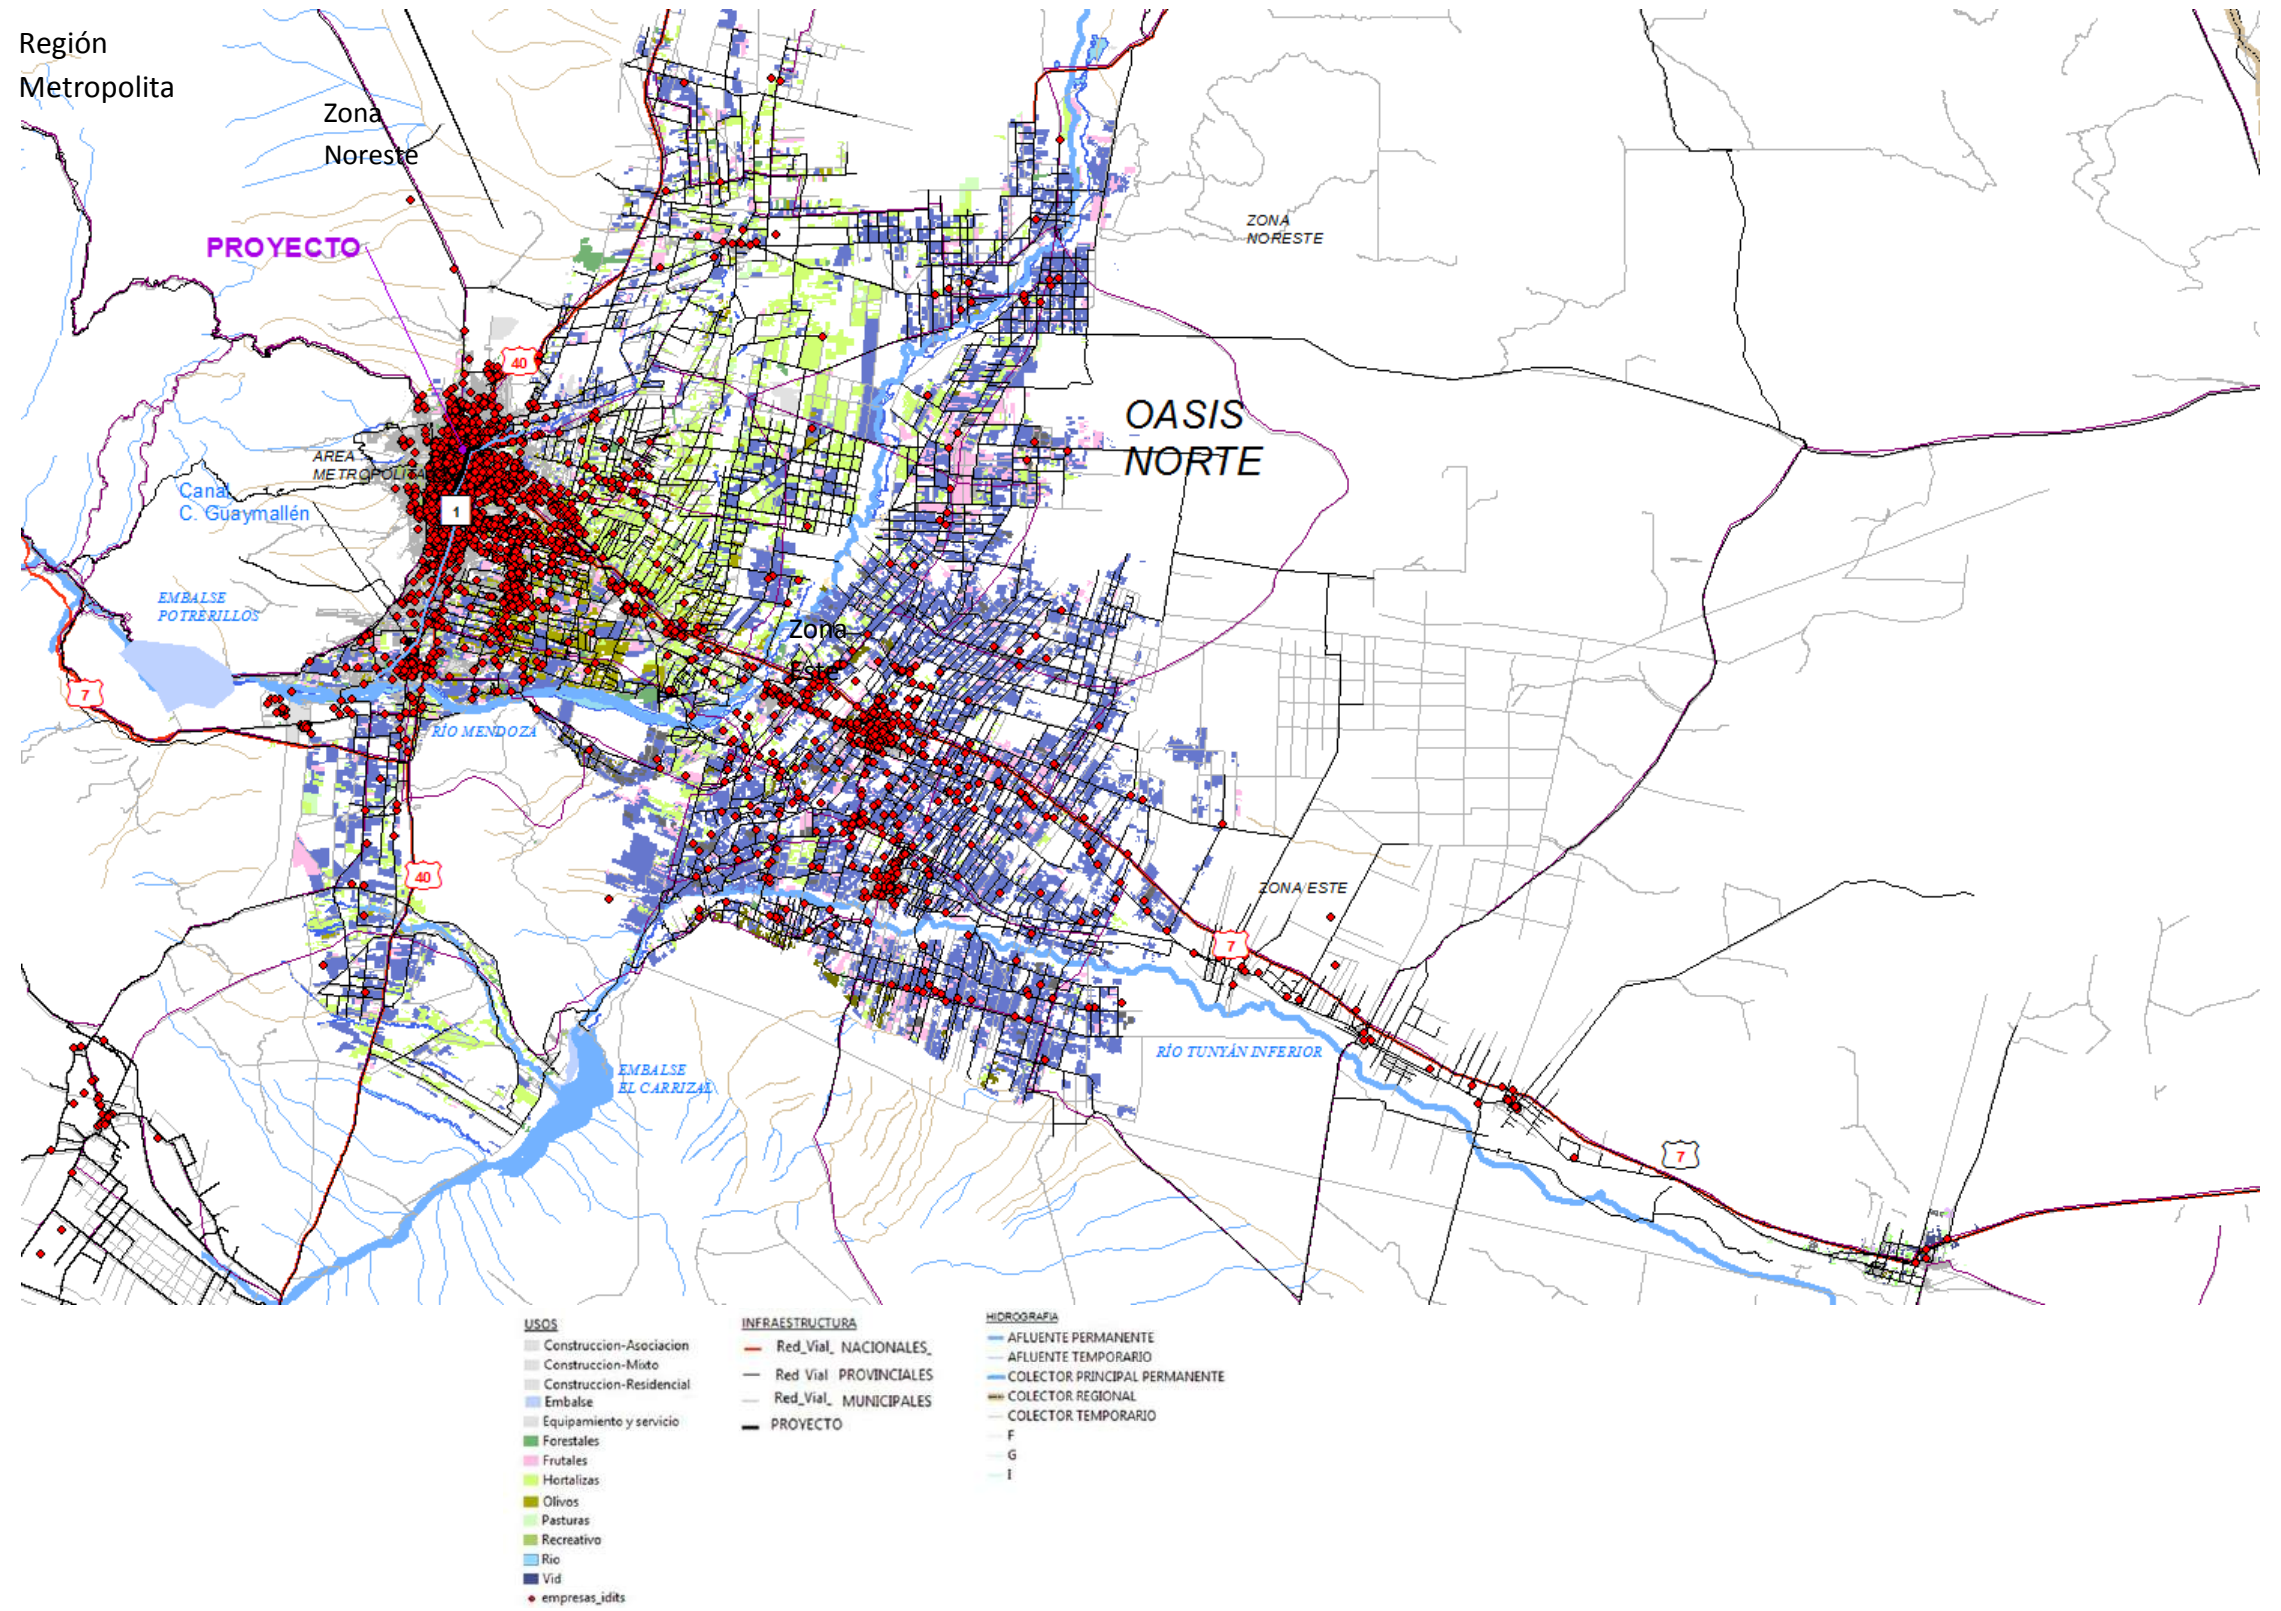 Región
Metropolita
Zona
Noreste
PROYECTO
ZONA
NORESTE
40
OASIS
NORTE
AREA
METROPOLITA
Canal
C. Guaymallén
1
EMBALSE
POTRERILLOS
Zona
Este
7
RÍO MENDOZA
40
ZONA ESTE
7
RÍO TUNYÁN INFERIOR
EMBALSE
EL CARRIZAL
7
USOS
Construccion-Asociacion
Construccion-Mixto
Construccion-Residencial
Embalse
Equipamiento y servicio
Forestales
Frutales
Hortalizas
Olivos
Pasturas
Recreativo
Rio
Vid
empresas_idits
INFRAESTRUCTURA
Red_Vial_ NACIONALES_
Red Vial PROVINCIALES
Red_Vial_ MUNICIPALES
PROYECTO
HIDROGRAFIA
AFLUENTE PERMANENTE
AFLUENTE TEMPORARIO
COLECTOR PRINCIPAL PERMANENTE
COLECTOR REGIONAL
COLECTOR TEMPORARIO
F
G
I